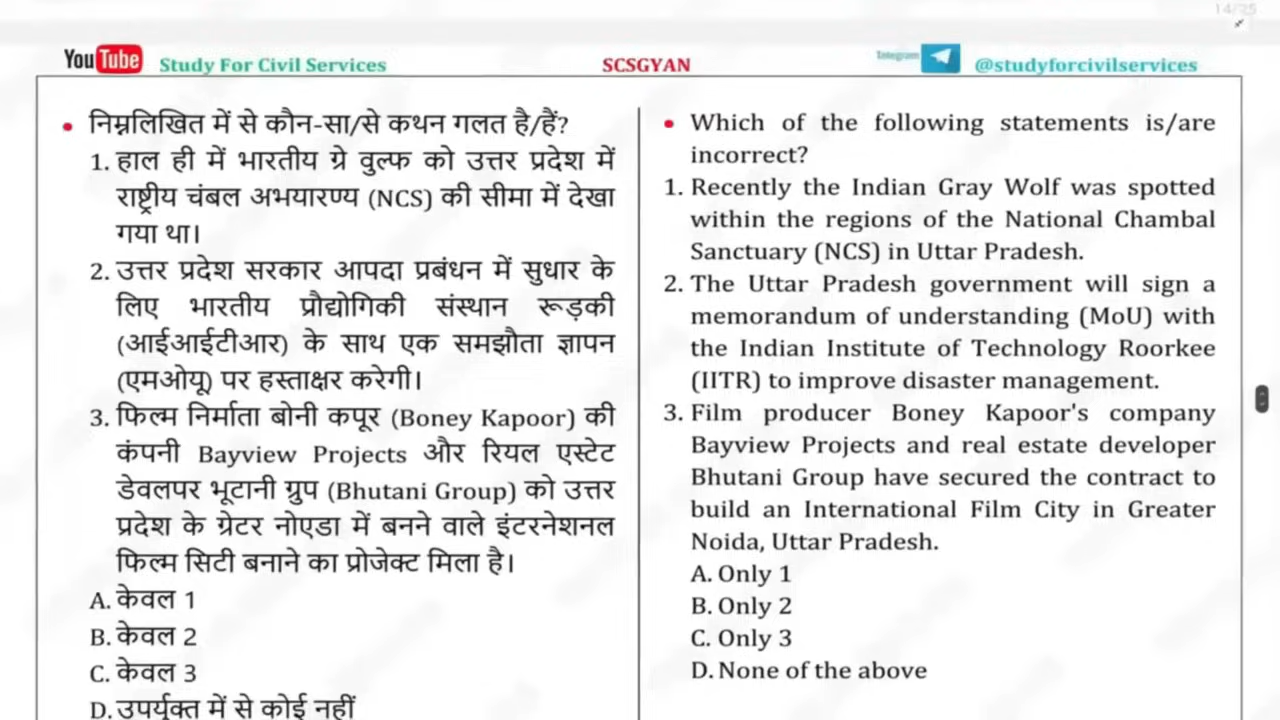 14/25
YouTube Study For Civil Services SCSGYAN Telegram @studyforcivilservices
• निम्नलिखित में से कौन-सा/से कथन गलत है/हैं?
1. हाल ही में भारतीय ग्रे वुल्फ को उत्तर प्रदेश में
राष्ट्रीय चंबल अभयारण्य (NCS) की सीमा में देखा
गया था।
2. उत्तर प्रदेश सरकार आपदा प्रबंधन में सुधार के
लिए भारतीय प्रौद्योगिकी संस्थान रूड़की
(आईआईटीआर) के साथ एक समझौता ज्ञापन
(एमओयू) पर हस्ताक्षर करेगी।
3. फिल्म निर्माता बोनी कपूर (Boney Kapoor) की
कंपनी Bayview Projects और रियल एस्टेट
डेवलपर भूटानी ग्रुप (Bhutani Group) को उत्तर
प्रदेश के ग्रेटर नोएडा में बनने वाले इंटरनेशनल
फिल्म सिटी बनाने का प्रोजेक्ट मिला है।
A. केवल 1
B. केवल 2
C. केवल 3
D. उपर्युक्त में से कोई नहीं
• Which of the following statements is/are
incorrect?
1. Recently the Indian Gray Wolf was spotted
within the regions of the National Chambal
Sanctuary (NCS) in Uttar Pradesh.
2. The Uttar Pradesh government will sign a
memorandum of understanding (MoU) with
the Indian Institute of Technology Roorkee
(IITR) to improve disaster management.
3. Film producer Boney Kapoor's company
Bayview Projects and real estate developer
Bhutani Group have secured the contract to
build an International Film City in Greater
Noida, Uttar Pradesh.
A. Only 1
B. Only 2
C. Only 3
D. None of the above